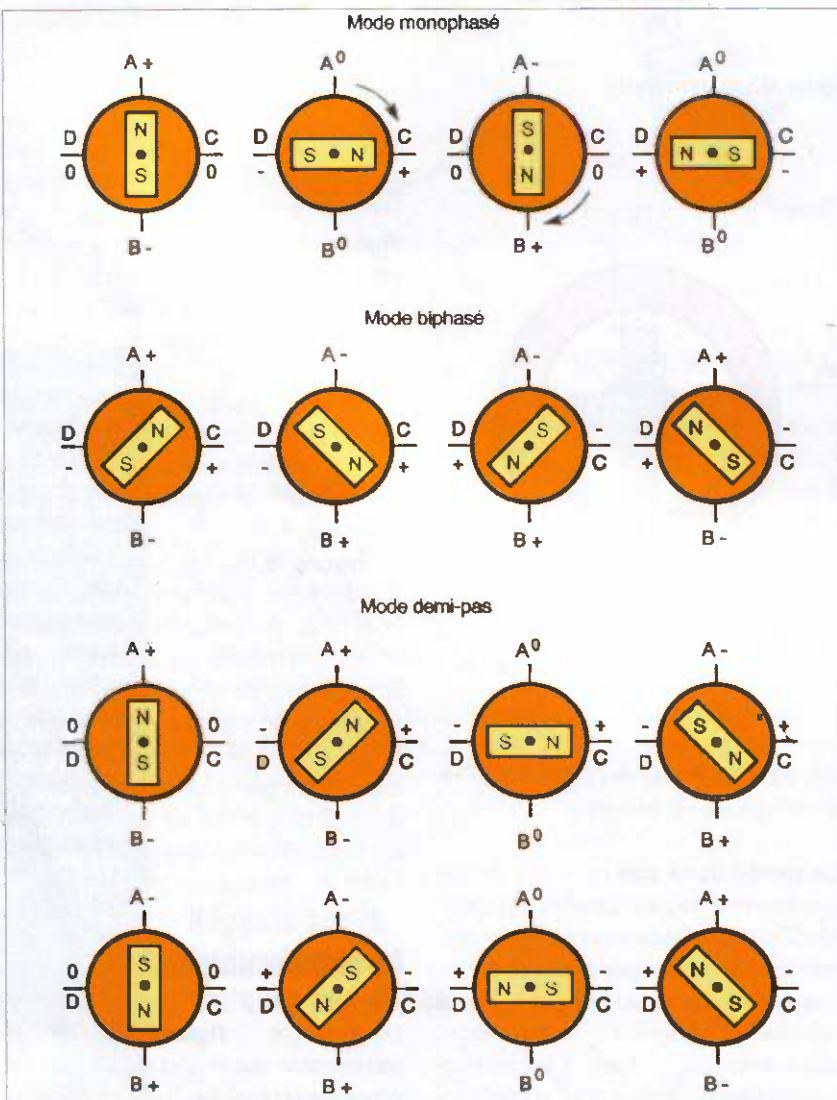 Mode monophasé
A + A⁰ A - A⁰
D N C D C D S C D C
0 S 0 - S N + 0 N 0 + N S -
B - B⁰ B + B⁰
Mode biphasé
A + A - A - A +
D N C D S C D S - D N -
- S + - N + + N C + S C
B - B + B + B -
Mode demi-pas
A + A + A⁰ A -
0 N 0 - N + - S N + - S +
D S C D S C D C D N C
B - B - B⁰ B +
A - A - A⁰ A +
0 S 0 + S - + N S - + N -
D N C D N C D C D S C
B + B + B⁰ B -